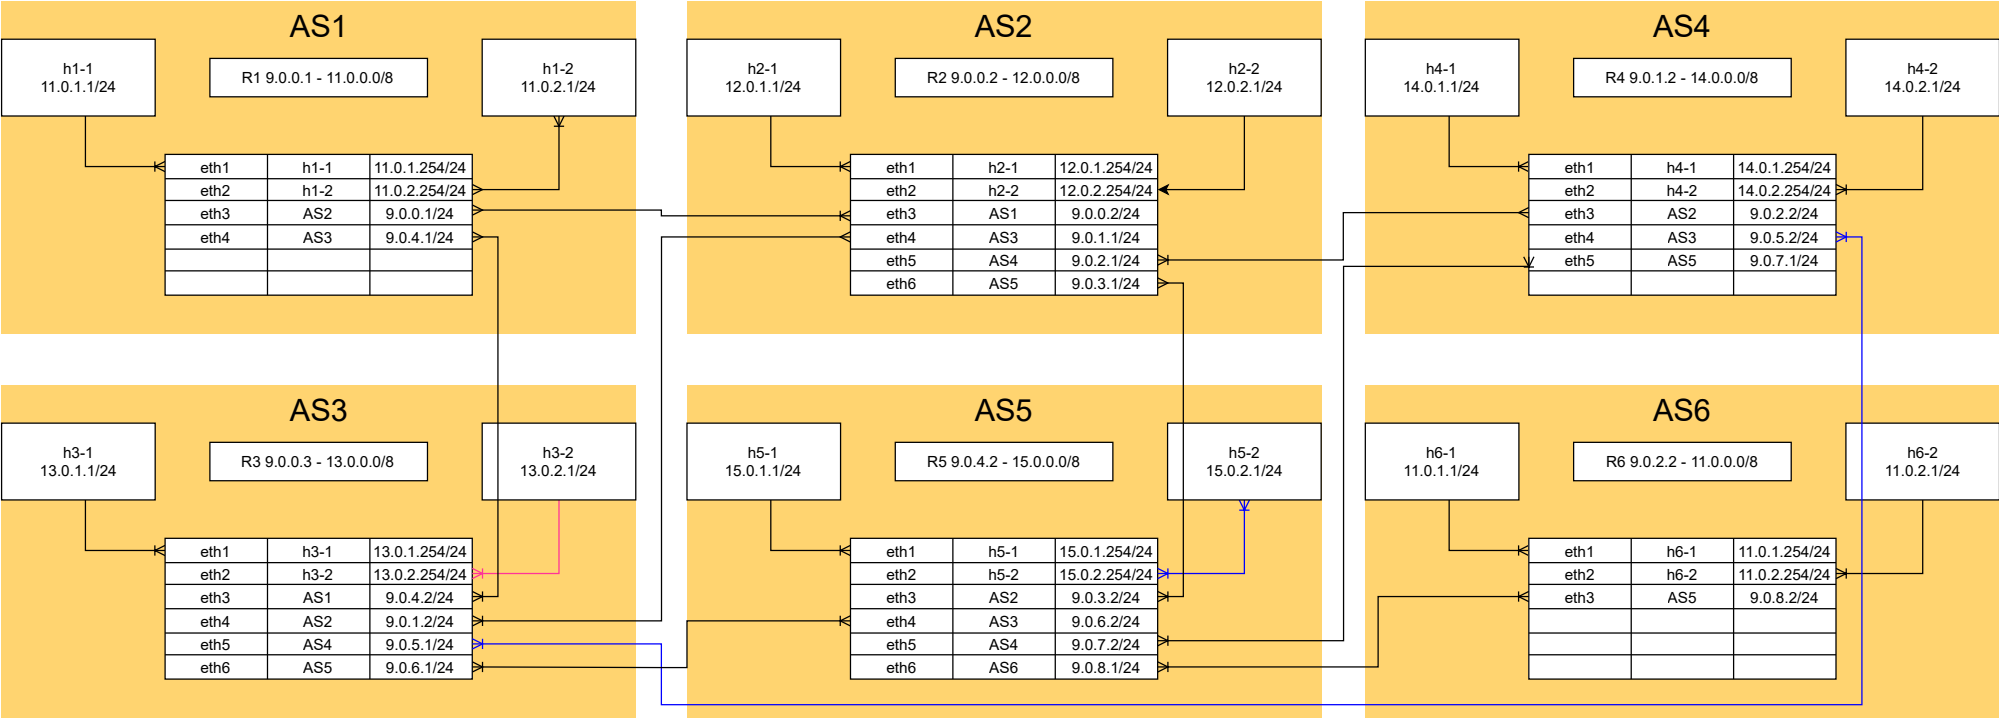 AS1
h1-1
11.0.1.1/24
R1 9.0.0.1 - 11.0.0.0/8
h1-2
11.0.2.1/24
eth1 h1-1 11.0.1.254/24
eth2 h1-2 11.0.2.254/24
eth3 AS2 9.0.0.1/24
eth4 AS3 9.0.4.1/24
AS2
h2-1
12.0.1.1/24
R2 9.0.0.2 - 12.0.0.0/8
h2-2
12.0.2.1/24
eth1 h2-1 12.0.1.254/24
eth2 h2-2 12.0.2.254/24
eth3 AS1 9.0.0.2/24
eth4 AS3 9.0.1.1/24
eth5 AS4 9.0.2.1/24
eth6 AS5 9.0.3.1/24
AS4
h4-1
14.0.1.1/24
R4 9.0.1.2 - 14.0.0.0/8
h4-2
14.0.2.1/24
eth1 h4-1 14.0.1.254/24
eth2 h4-2 14.0.2.254/24
eth3 AS2 9.0.2.2/24
eth4 AS3 9.0.5.2/24
eth5 AS5 9.0.7.1/24
AS3
h3-1
13.0.1.1/24
R3 9.0.0.3 - 13.0.0.0/8
h3-2
13.0.2.1/24
eth1 h3-1 13.0.1.254/24
eth2 h3-2 13.0.2.254/24
eth3 AS1 9.0.4.2/24
eth4 AS2 9.0.1.2/24
eth5 AS4 9.0.5.1/24
eth6 AS5 9.0.6.1/24
AS5
h5-1
15.0.1.1/24
R5 9.0.4.2 - 15.0.0.0/8
h5-2
15.0.2.1/24
eth1 h5-1 15.0.1.254/24
eth2 h5-2 15.0.2.254/24
eth3 AS2 9.0.3.2/24
eth4 AS3 9.0.6.2/24
eth5 AS4 9.0.7.2/24
eth6 AS6 9.0.8.1/24
AS6
h6-1
11.0.1.1/24
R6 9.0.2.2 - 11.0.0.0/8
h6-2
11.0.2.1/24
eth1 h6-1 11.0.1.254/24
eth2 h6-2 11.0.2.254/24
eth3 AS5 9.0.8.2/24